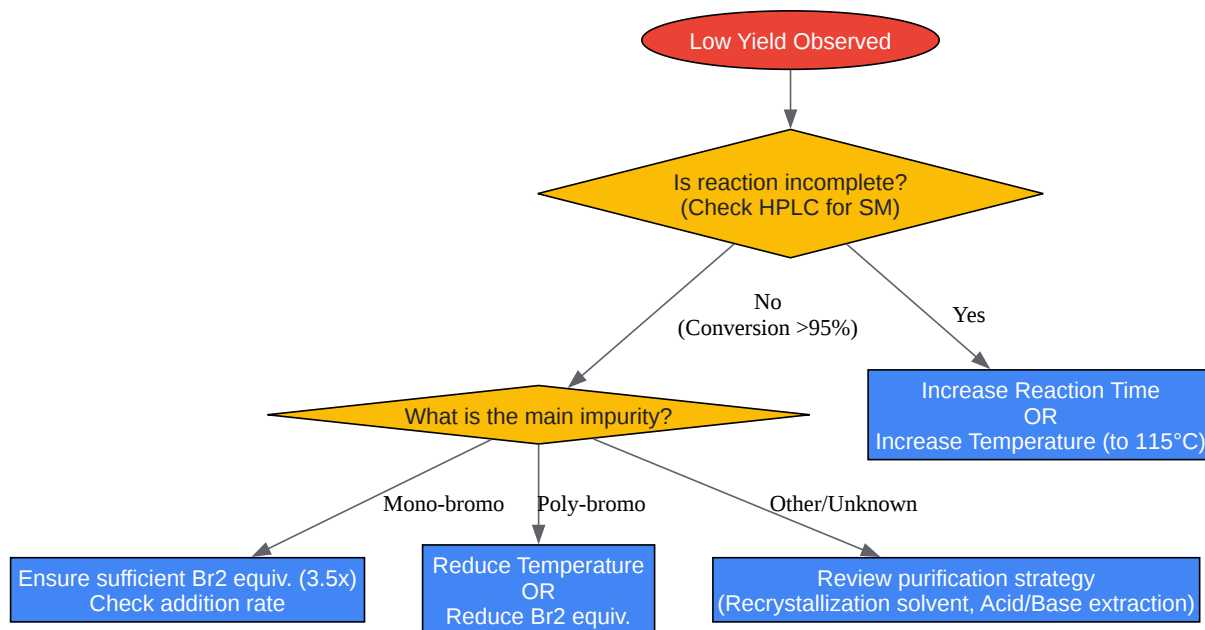 Low Yield Observed
Is reaction incomplete?
(Check HPLC for SM)
No
(Conversion >95%)
Yes
Increase Reaction Time
OR
Increase Temperature (to 115°C)
What is the main impurity?
Mono-bromo
Poly-bromo
Other/Unknown
Ensure sufficient Br2 equiv. (3.5x)
Check addition rate
Reduce Temperature
OR
Reduce Br2 equiv.
Review purification strategy
(Recrystallization solvent, Acid/Base extraction)